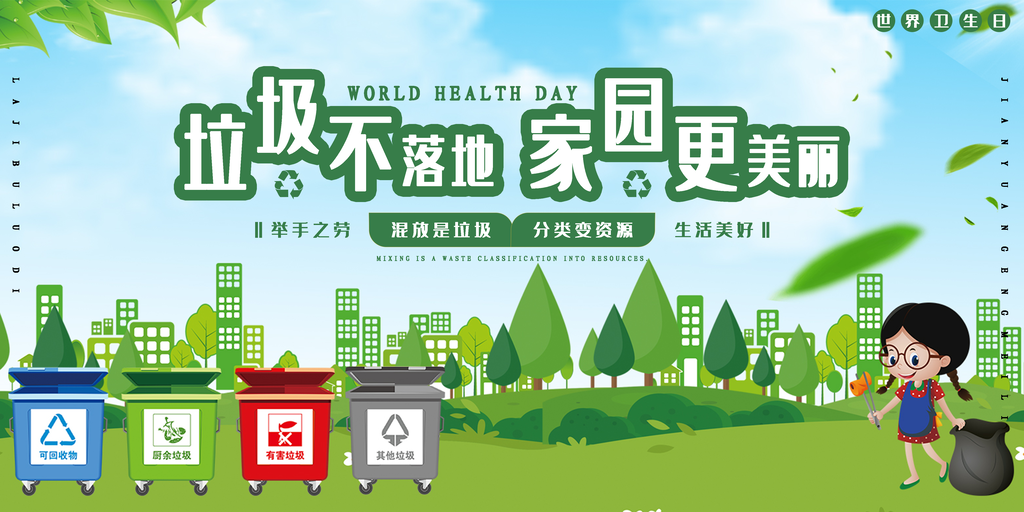 世界卫生日
WORLD HEALTH DAY
垃圾不落地 家园更美丽
举手之劳 混放是垃圾 分类变资源 生活美好
MIXING IS A WASTE CLASSIFICATION INTO RESOURCES.
LAJIBULUODI
JIANYUANGENGMEILI
可回收物
厨余垃圾
有害垃圾
其他垃圾